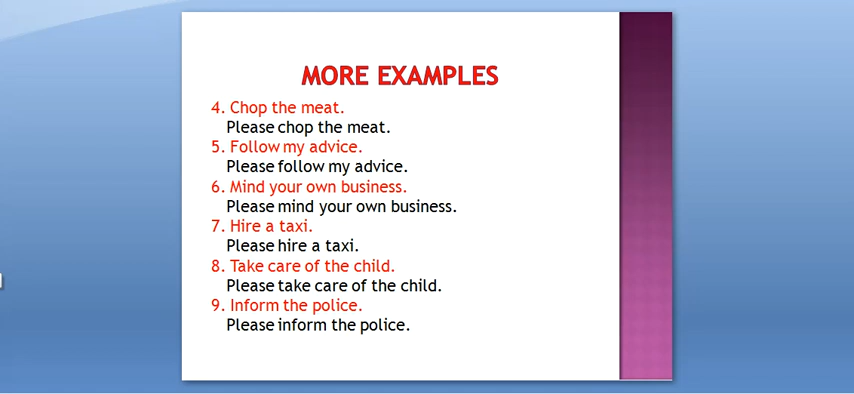 MORE EXAMPLES
4. Chop the meat.
Please chop the meat.
5. Follow my advice.
Please follow my advice.
6. Mind your own business.
Please mind your own business.
7. Hire a taxi.
Please hire a taxi.
8. Take care of the child.
Please take care of the child.
9. Inform the police.
Please inform the police.